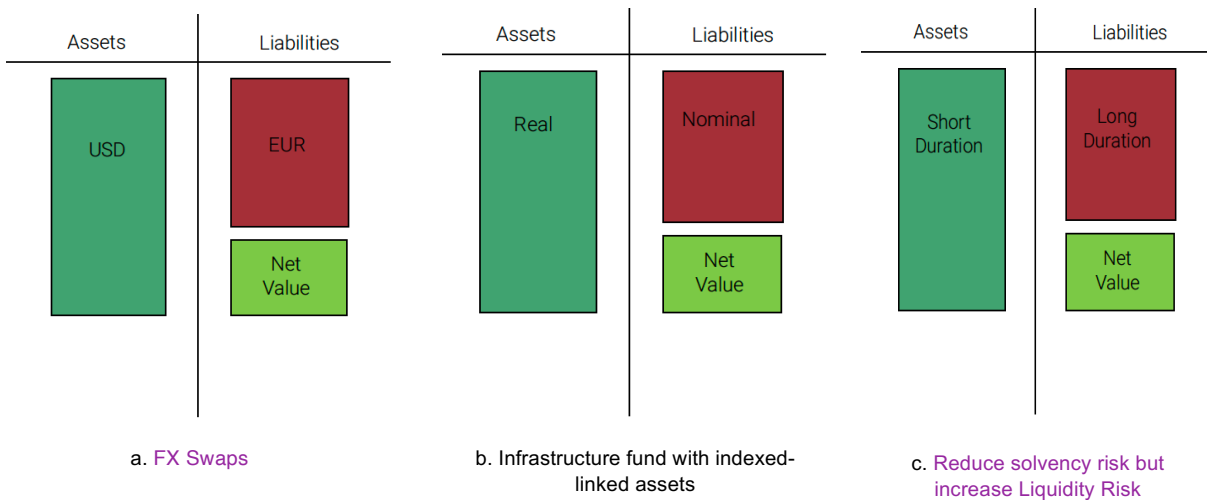 Assets
Liabilities
USD
EUR
Net
Value
a. FX Swaps
Assets
Liabilities
Real
Nominal
Net
Value
b. Infrastructure fund with indexed-
linked assets
Assets
Liabilities
Short
Duration
Long
Duration
Net
Value
c. Reduce solvency risk but
increase Liquidity Risk